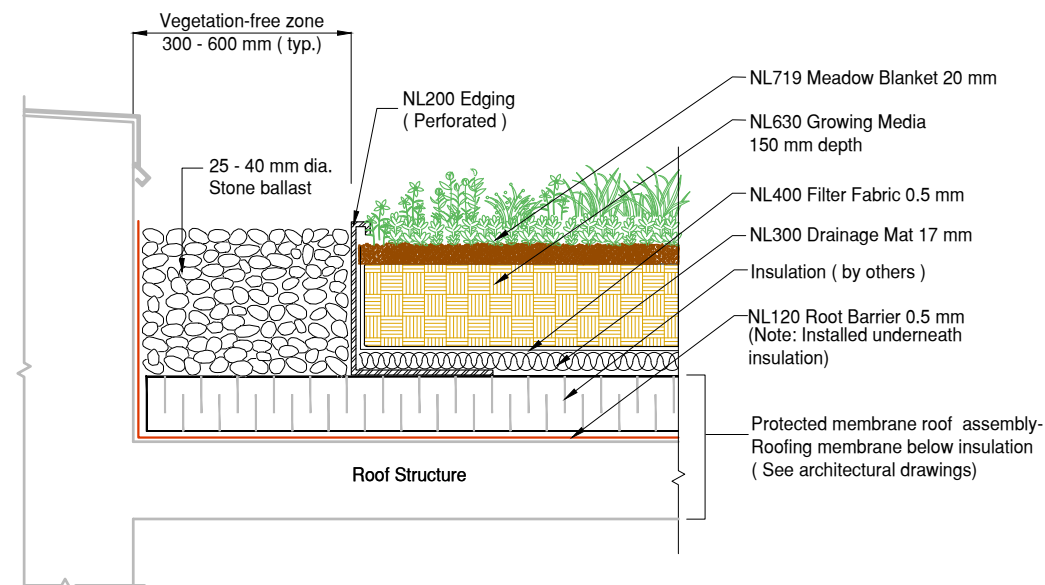 Vegetation-free zone
300 - 600 mm ( typ.)
NL200 Edging
( Perforated )
25 - 40 mm dia.
Stone ballast
NL719 Meadow Blanket 20 mm
NL630 Growing Media
150 mm depth
NL400 Filter Fabric 0.5 mm
NL300 Drainage Mat 17 mm
Insulation ( by others )
NL120 Root Barrier 0.5 mm
(Note: Installed underneath
insulation)
Protected membrane roof assembly-
Roofing membrane below insulation
( See architectural drawings)
Roof Structure